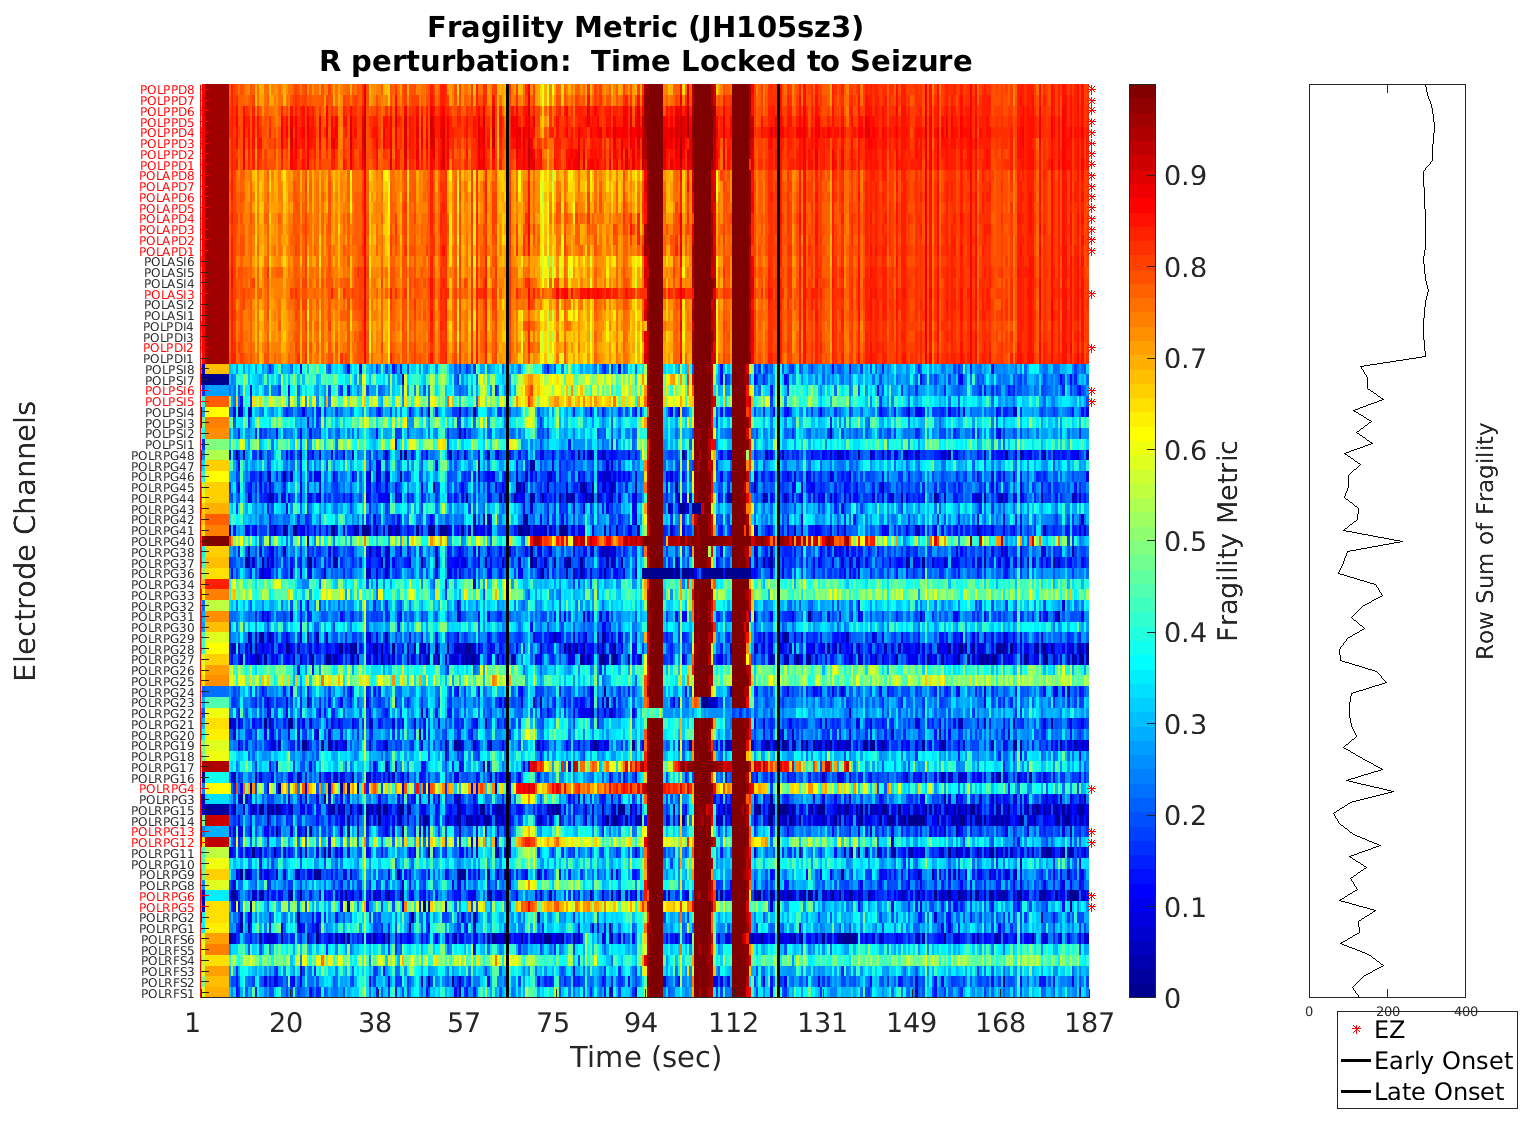 Fragility Metric (JH105sz3)
R perturbation:  Time Locked to Seizure
Electrode Channels
POLPPD8
POLPPD7
POLPPD6
POLPPD5
POLPPD4
POLPPD3
POLPPD2
POLPPD1
POLAPD8
POLAPD7
POLAPD6
POLAPD5
POLAPD4
POLAPD3
POLAPD2
POLAPD1
POLASI6
POLASI5
POLASI4
POLASI3
POLASI2
POLASI1
POLPDI4
POLPDI3
POLPDI2
POLPDI1
POLPSI8
POLPSI7
POLPSI6
POLPSI5
POLPSI4
POLPSI3
POLPSI2
POLPSI1
POLRPG48
POLRPG47
POLRPG46
POLRPG45
POLRPG44
POLRPG43
POLRPG42
POLRPG41
POLRPG40
POLRPG38
POLRPG37
POLRPG36
POLRPG34
POLRPG33
POLRPG32
POLRPG31
POLRPG30
POLRPG29
POLRPG28
POLRPG27
POLRPG26
POLRPG25
POLRPG24
POLRPG23
POLRPG22
POLRPG21
POLRPG20
POLRPG19
POLRPG18
POLRPG17
POLRPG16
POLRPG4
POLRPG3
POLRPG15
POLRPG14
POLRPG13
POLRPG12
POLRPG11
POLRPG10
POLRPG9
POLRPG8
POLRPG6
POLRPG5
POLRPG2
POLRPG1
POLRFS6
POLRFS5
POLRFS4
POLRFS3
POLRFS2
POLRFS1
1 20 38 57 75 94 112 131 149 168 187
Time (sec)
0.9
0.8
0.7
0.6
0.5
0.4
0.3
0.2
0.1
0
Fragility Metric
Row Sum of Fragility
0 200 400
EZ
Early Onset
Late Onset